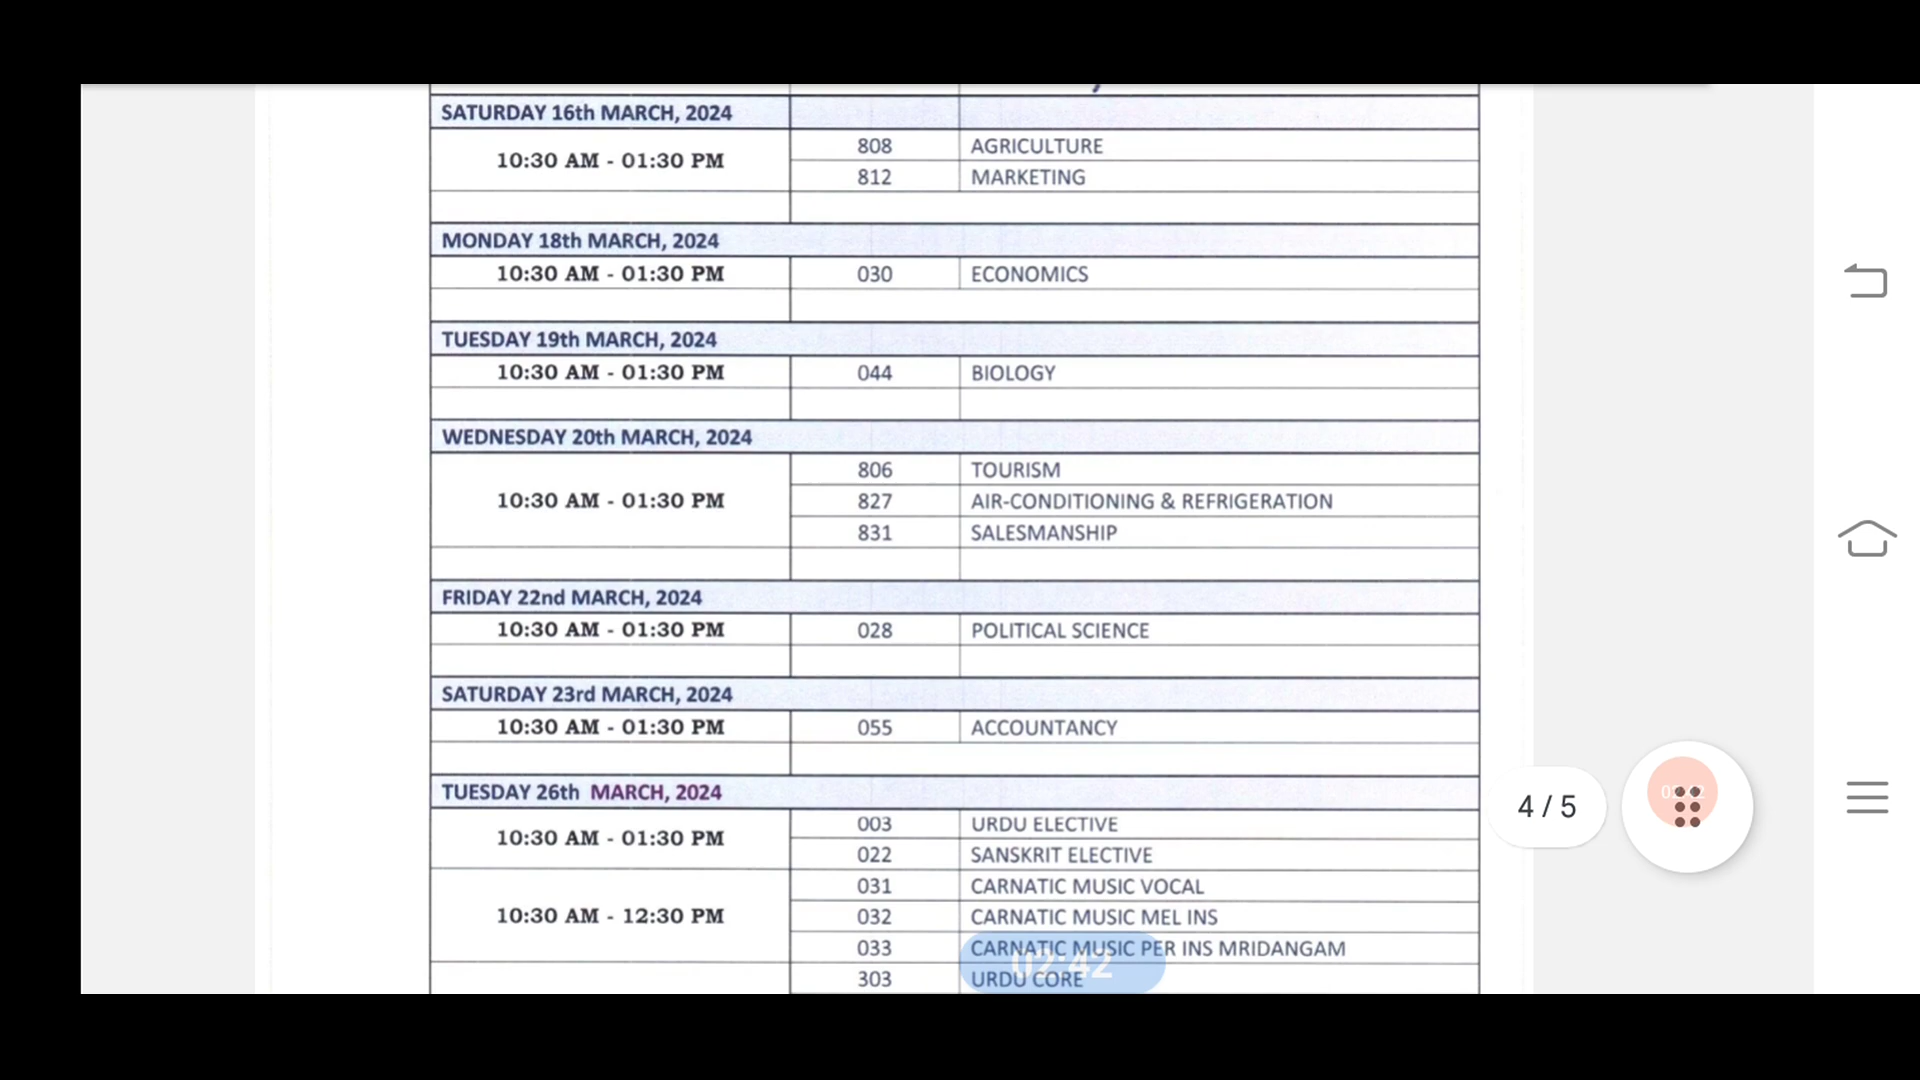 SATURDAY 16th MARCH, 2024
10:30 AM - 01:30 PM
808 AGRICULTURE
812 MARKETING
MONDAY 18th MARCH, 2024
10:30 AM - 01:30 PM 030 ECONOMICS
TUESDAY 19th MARCH, 2024
10:30 AM - 01:30 PM 044 BIOLOGY
WEDNESDAY 20th MARCH, 2024
10:30 AM - 01:30 PM
806 TOURISM
827 AIR-CONDITIONING & REFRIGERATION
831 SALESMANSHIP
FRIDAY 22nd MARCH, 2024
10:30 AM - 01:30 PM 028 POLITICAL SCIENCE
SATURDAY 23rd MARCH, 2024
10:30 AM - 01:30 PM 055 ACCOUNTANCY
TUESDAY 26th MARCH, 2024
10:30 AM - 01:30 PM
003 URDU ELECTIVE
022 SANSKRIT ELECTIVE
10:30 AM - 12:30 PM
031 CARNATIC MUSIC VOCAL
032 CARNATIC MUSIC MEL INS
033 CARNATIC MUSIC PER INS MRIDANGAM
303 URDU CORE
02:42
4 / 5